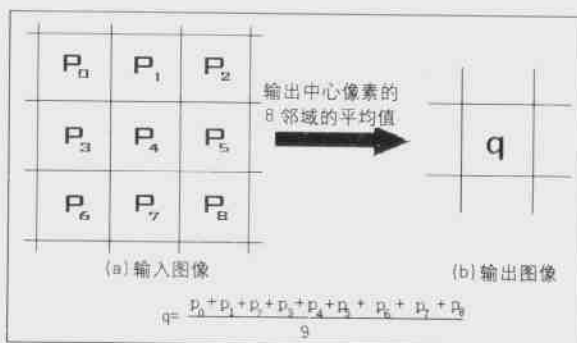 P₀ P₁ P₂
输出中心像素的
8 邻域的平均值
P₃ P₄ P₅
q
P₆ P₇ P₈
(a)输入图像
(b)输出图像
q= p₀+p₁+p₂+p₃+p₄+p₅+p₆+p₇+p₈
9